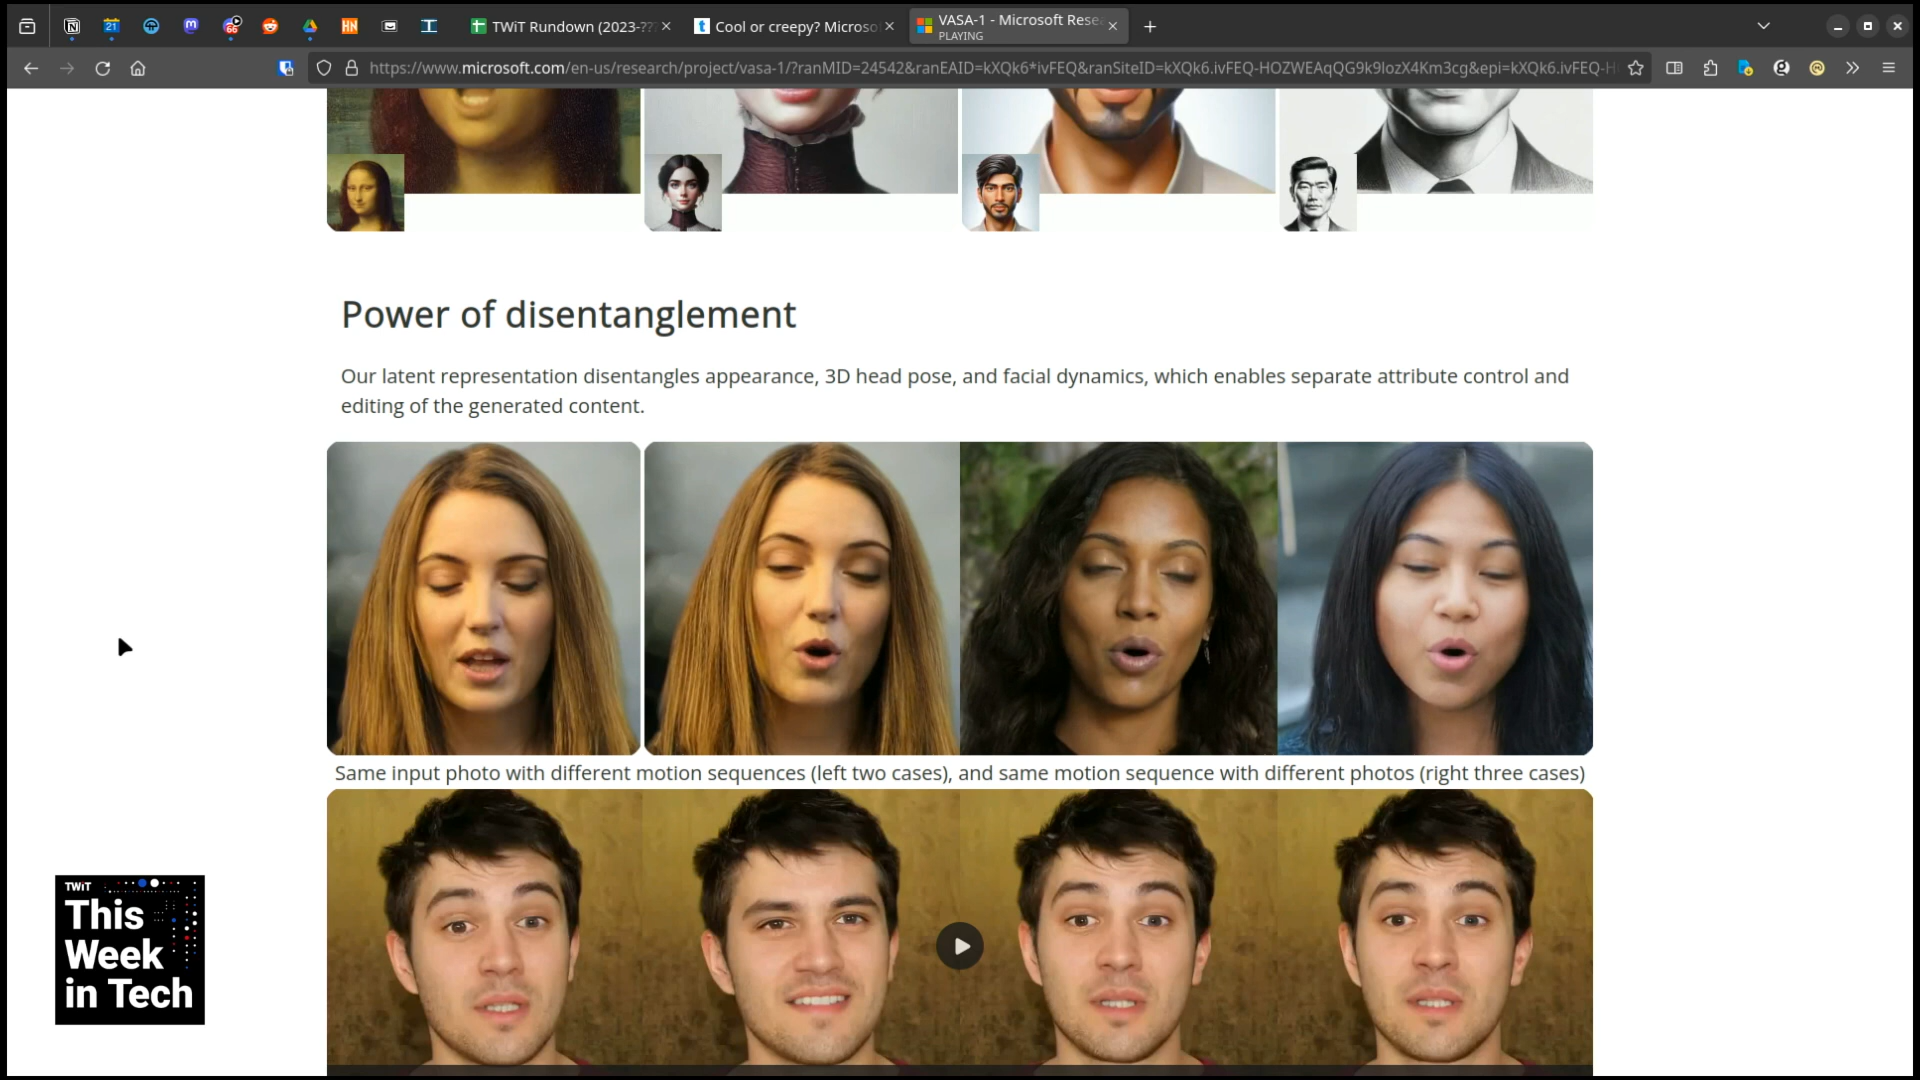 TWiT Rundown (2023-???
Cool or creepy? Microso
VASA-1 - Microsoft Rese
PLAYING
21
66
HN
https://www.microsoft.com/en-us/research/project/vasa-1/?ranMID=24542&ranEAID=kXQk6*ivFEQ&ranSiteID=kXQk6.ivFEQ-HOZWEAqQG9k9lozX4Km3cg&epi=kXQk6.ivFEQ-H
Power of disentanglement
Our latent representation disentangles appearance, 3D head pose, and facial dynamics, which enables separate attribute control and
editing of the generated content.
Same input photo with different motion sequences (left two cases), and same motion sequence with different photos (right three cases)
TWiT
This
Week
in Tech